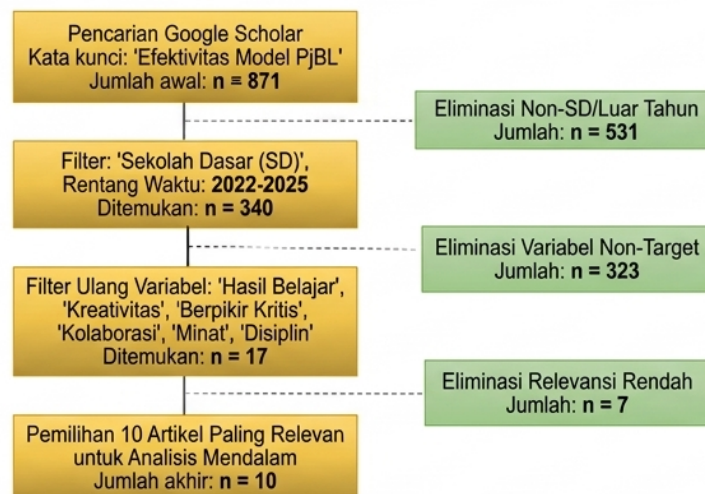 Pencarian Google Scholar
Kata kunci: 'Efektivitas Model PjBL'
Jumlah awal: n = 871
Eliminasi Non-SD/Luar Tahun
Jumlah: n = 531
Filter: 'Sekolah Dasar (SD)',
Rentang Waktu: 2022-2025
Ditemukan: n = 340
Eliminasi Variabel Non-Target
Jumlah: n = 323
Filter Ulang Variabel: 'Hasil Belajar',
'Kreativitas', 'Berpikir Kritis',
'Kolaborasi', 'Minat', 'Disiplin'
Ditemukan: n = 17
Eliminasi Relevansi Rendah
Jumlah: n = 7
Pemilihan 10 Artikel Paling Relevan
untuk Analisis Mendalam
Jumlah akhir: n = 10